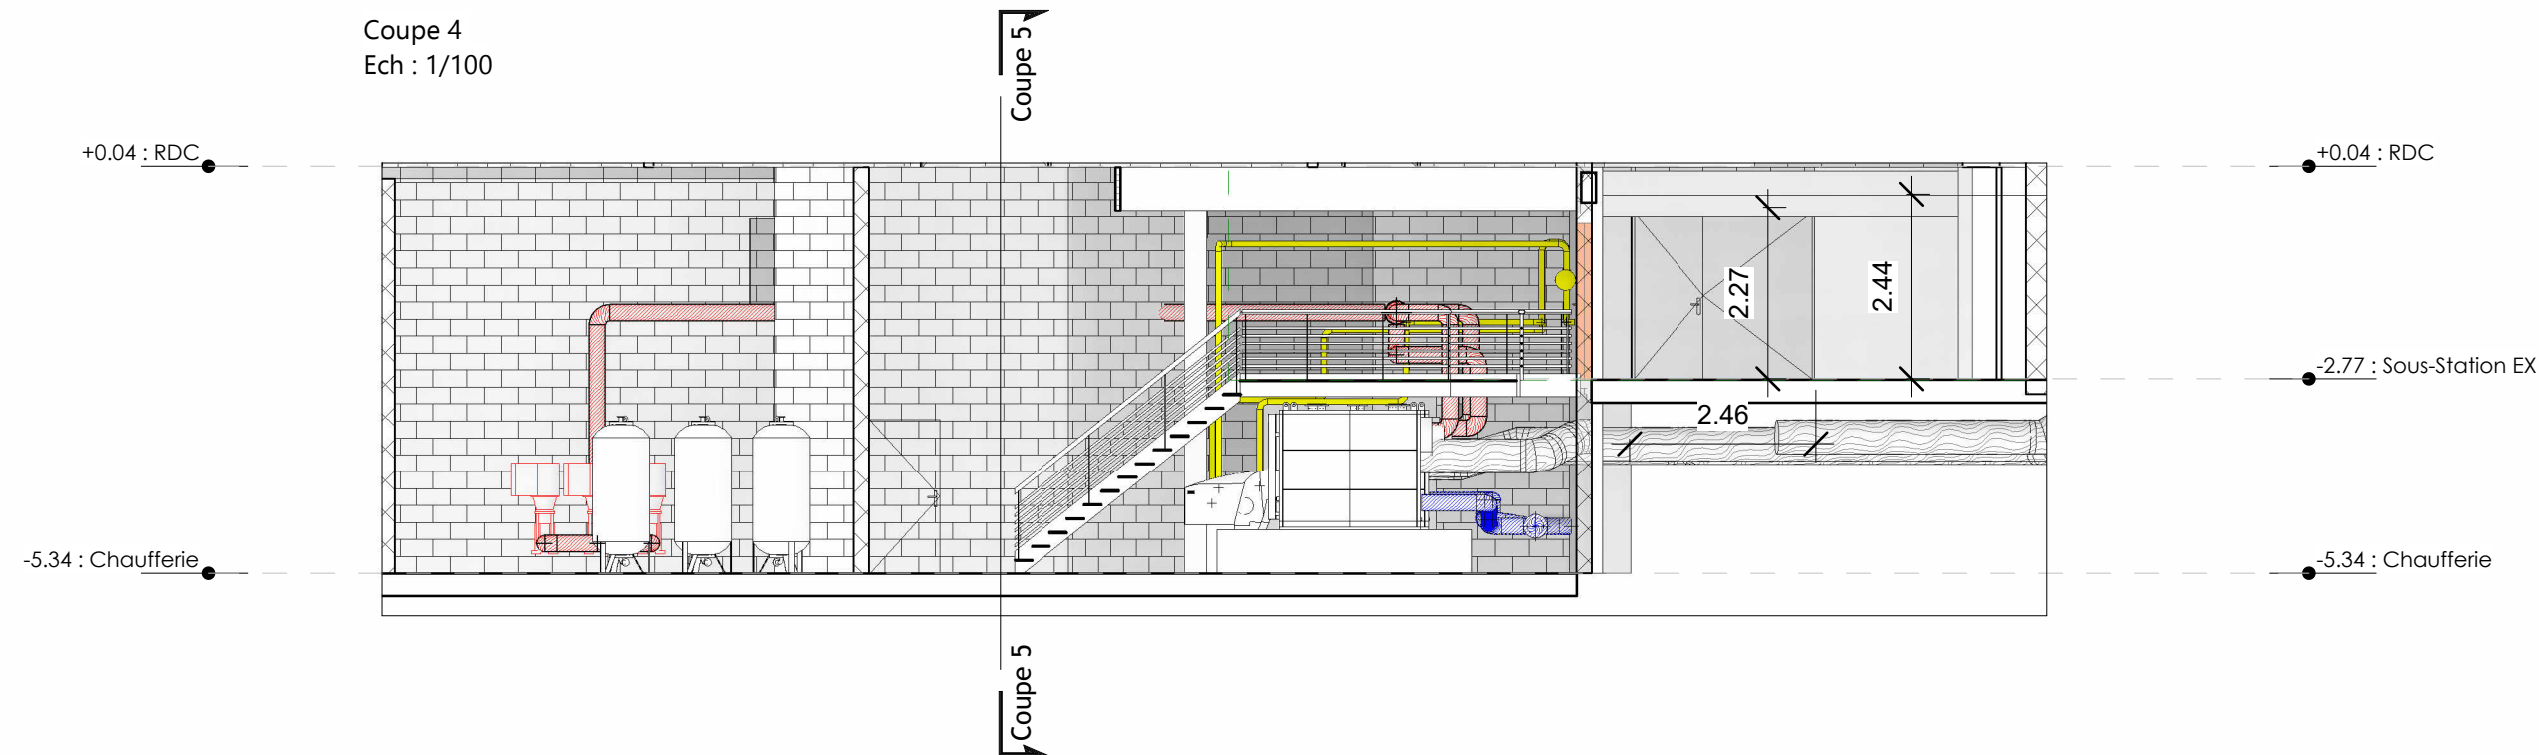 Coupe 4
Ech : 1/100
Coupe 5
+0.04 : RDC
+0.04 : RDC
2.27
2.44
-2.77 : Sous-Station EX
2.46
-5.34 : Chaufferie
-5.34 : Chaufferie
Coupe 5